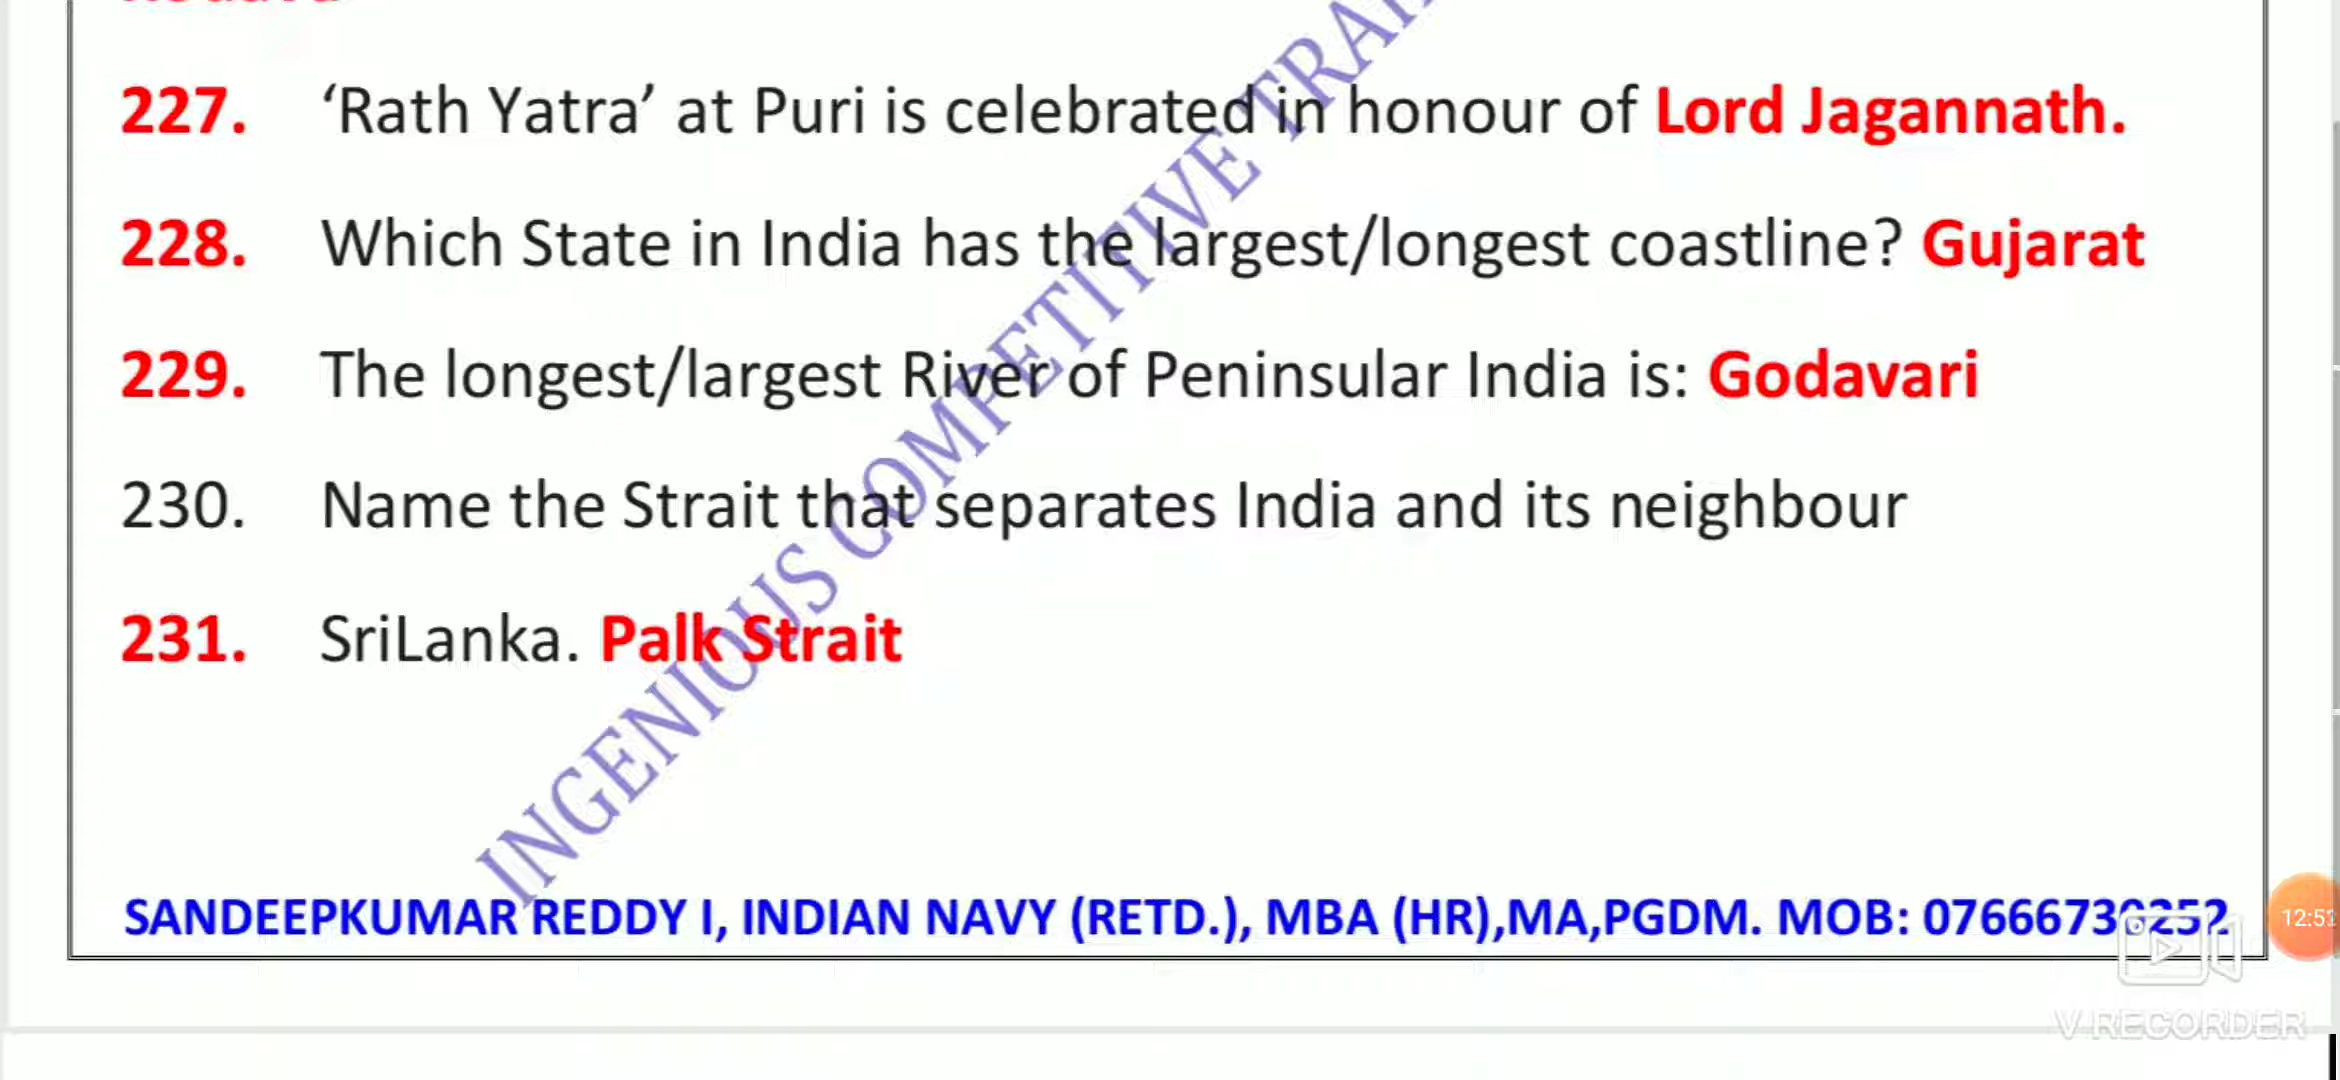 227. ‘Rath Yatra’ at Puri is celebrated in honour of Lord Jagannath.
228. Which State in India has the largest/longest coastline? Gujarat
229. The longest/largest River of Peninsular India is: Godavari
230. Name the Strait that separates India and its neighbour
231. SriLanka. Palk Strait
INGENIOUS COMPETITIVE
SANDEEPKUMAR REDDY I, INDIAN NAVY (RETD.), MBA (HR),MA,PGDM. MOB: 07666730252
12:52
V RECORDER